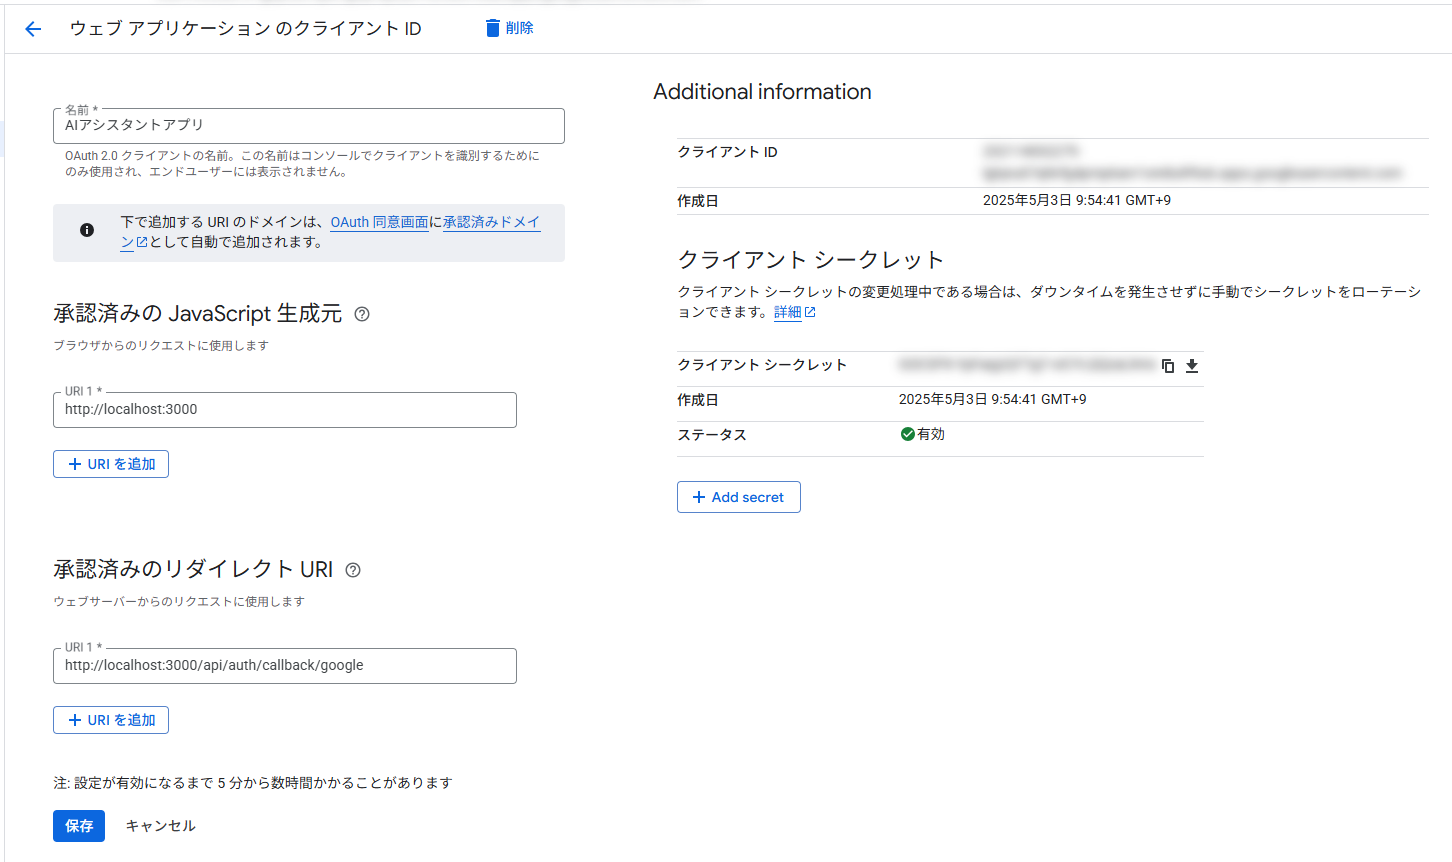 ウェブ アプリケーション のクライアント ID
削除
名前 *
AIアシスタントアプリ
OAuth 2.0 クライアントの名前。この名前はコンソールでクライアントを識別するために
のみ使用され、エンドユーザーには表示されません。
下で追加する URI のドメインは、OAuth 同意画面に承認済みドメイ
ンとして自動で追加されます。
承認済みの JavaScript 生成元
ブラウザからのリクエストに使用します
URI 1 *
http://localhost:3000
URI を追加
承認済みのリダイレクト URI
ウェブサーバーからのリクエストに使用します
URI 1 *
http://localhost:3000/api/auth/callback/google
URI を追加
注: 設定が有効になるまで 5 分から数時間かかることがあります
保存
キャンセル
Additional information
クライアント ID
作成日
2025年5月3日 9:54:41 GMT+9
クライアント シークレット
クライアント シークレットの変更処理中である場合は、ダウンタイムを発生させずに手動でシークレットをローテーシ
ョンできます。詳細
クライアント シークレット
作成日
2025年5月3日 9:54:41 GMT+9
ステータス
有効
Add secret